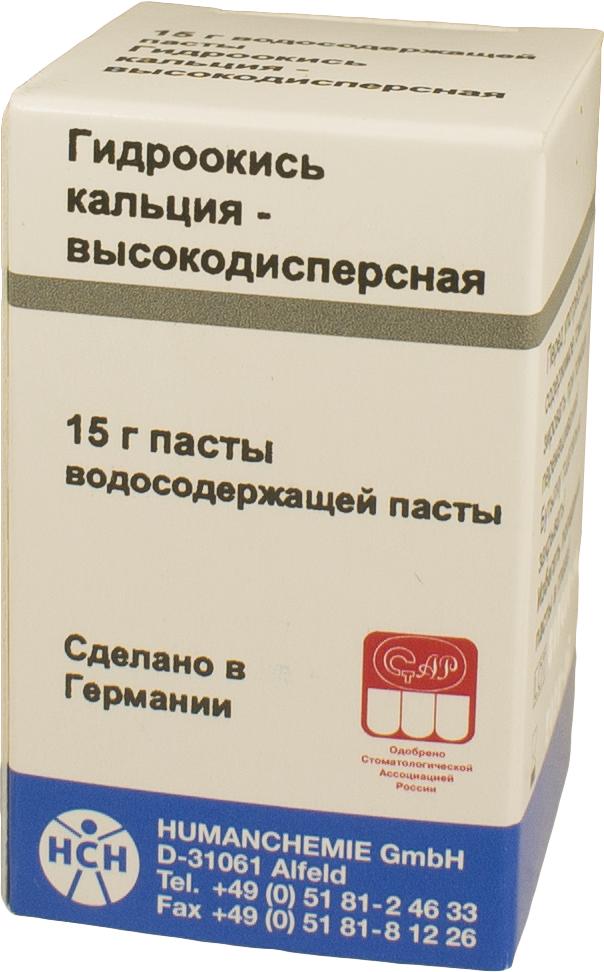 15 г водосодержащей
пасты
Гидроокись
кальция -
высокодисперсная
Гидроокись
кальция -
высокодисперсная
15 г пасты
водосодержащей пасты
Сделано в
Германии
СтАР
Одобрено
Стоматологической
Ассоциацией
России
HCH
HUMANCHEMIE GmbH
D-31061 Alfeld
Tel. +49 (0) 51 81-2 46 33
Fax +49 (0) 51 81-8 12 26